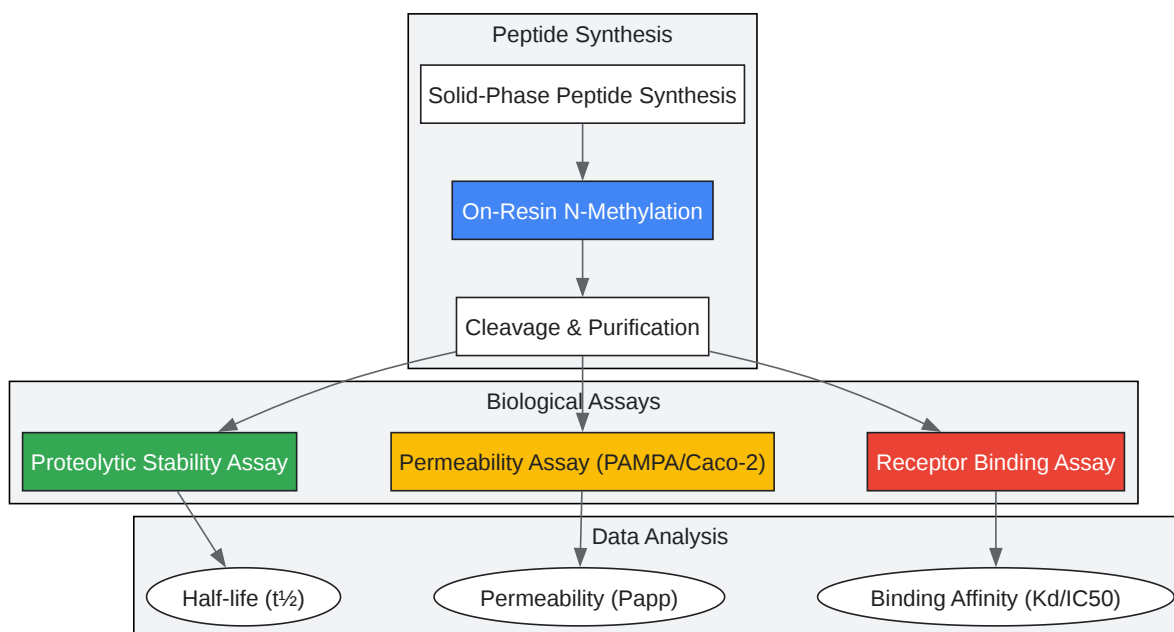 Peptide Synthesis
Solid-Phase Peptide Synthesis
On-Resin N-Methylation
Cleavage & Purification
Biological Assays
Proteolytic Stability Assay
Permeability Assay (PAMPA/Caco-2)
Receptor Binding Assay
Data Analysis
Half-life (t½)
Permeability (Papp)
Binding Affinity (Kd/IC50)